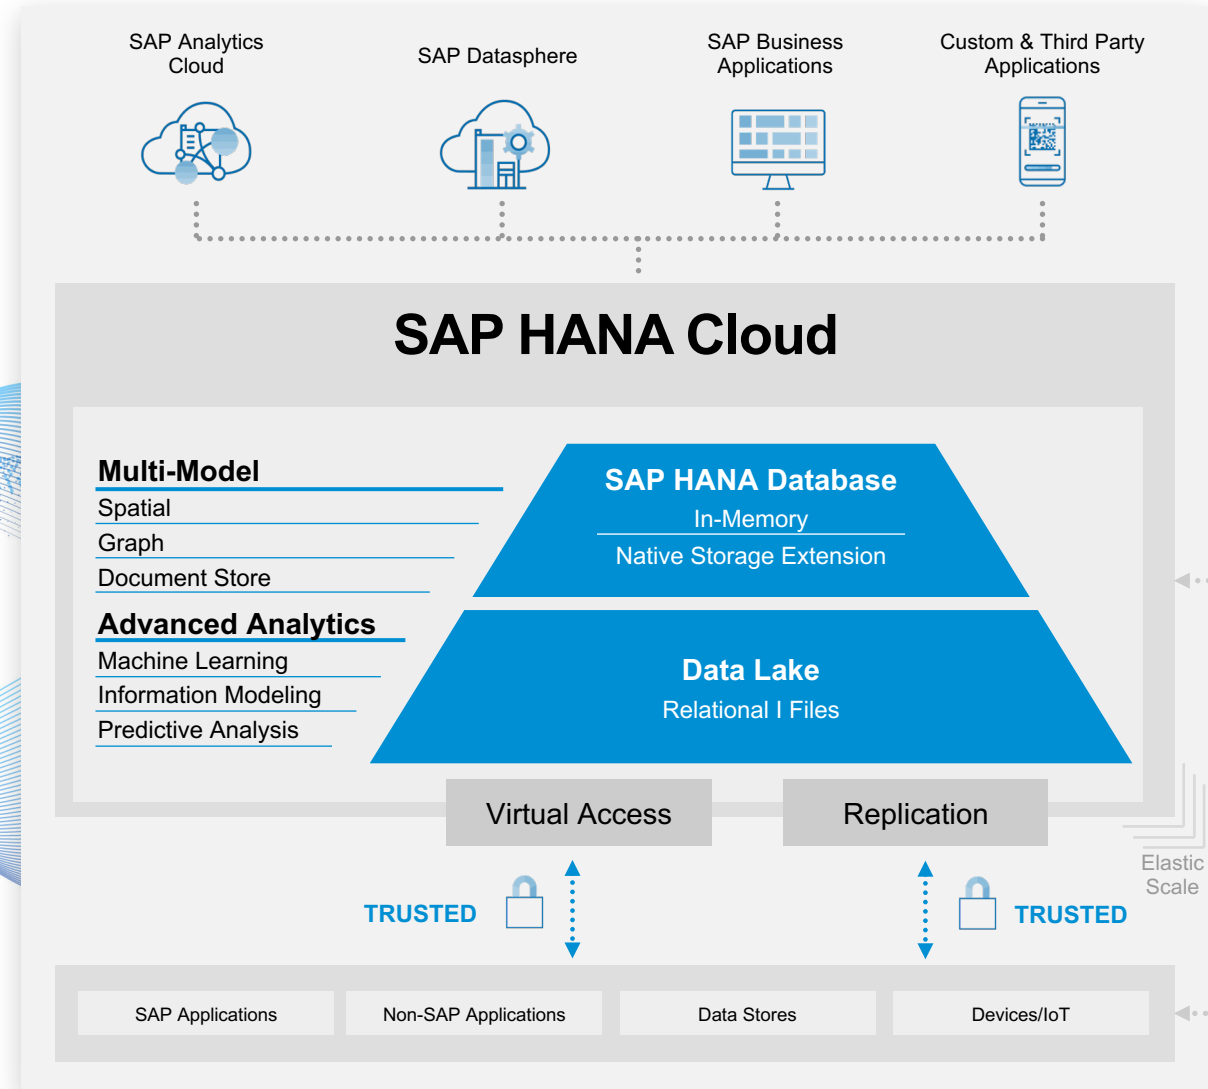 SAP Analytics
Cloud
SAP Datasphere
SAP Business
Applications
Custom & Third Party
Applications
SAP HANA Cloud
Multi-Model
Spatial
Graph
Document Store
Advanced Analytics
Machine Learning
Information Modeling
Predictive Analysis
SAP HANA Database
In-Memory
Native Storage Extension
Data Lake
Relational I Files
Virtual Access
Replication
Elastic
Scale
TRUSTED
TRUSTED
SAP Applications
Non-SAP Applications
Data Stores
Devices/IoT